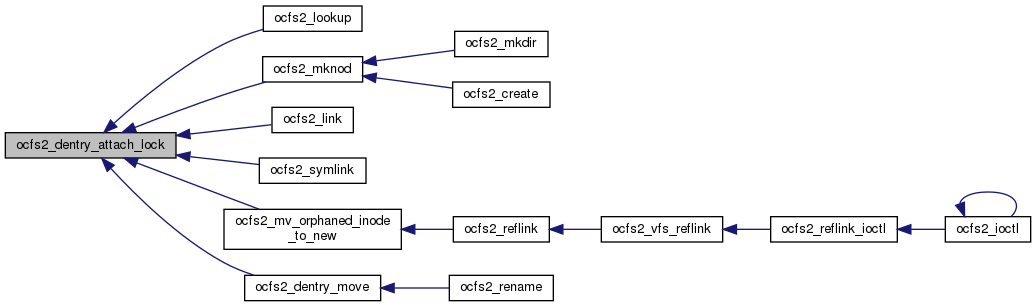 ocfs2_lookup
ocfs2_mkdir
ocfs2_mknod
ocfs2_create
ocfs2_link
ocfs2_dentry_attach_lock
ocfs2_symlink
ocfs2_mv_orphaned_inode
_to_new
ocfs2_reflink
ocfs2_vfs_reflink
ocfs2_reflink_ioctl
ocfs2_ioctl
ocfs2_dentry_move
ocfs2_rename